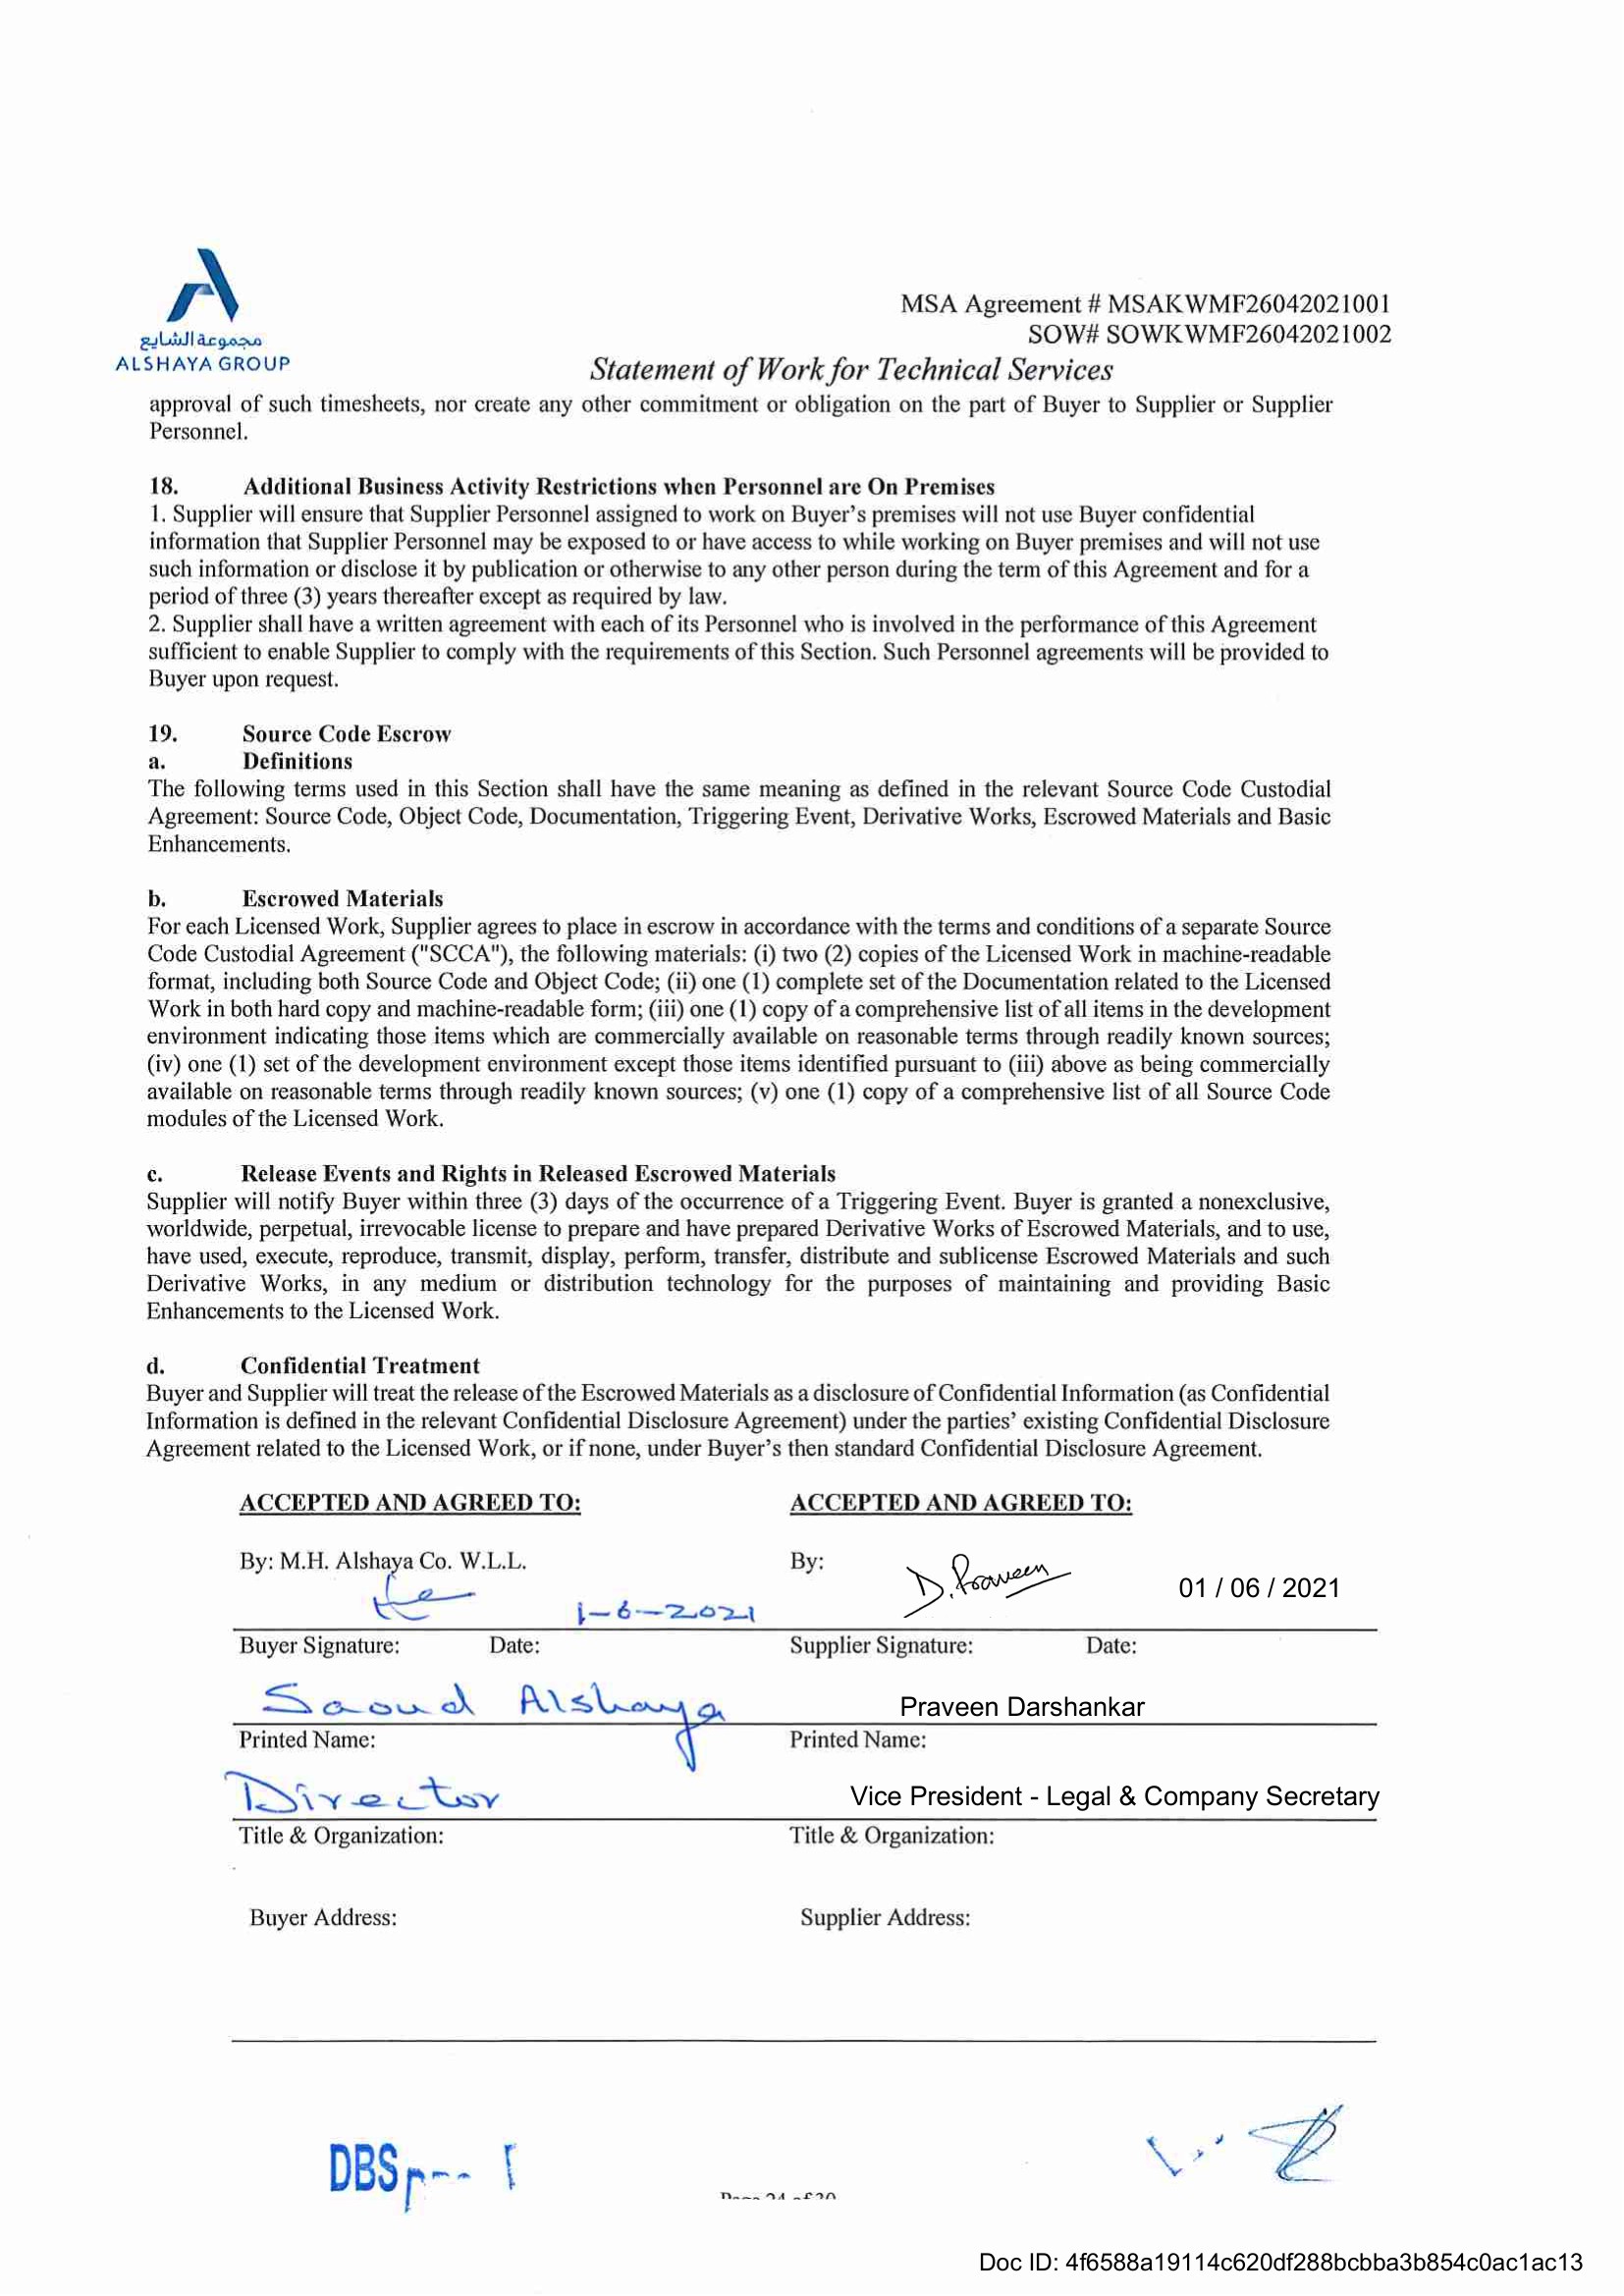 مجموعة الشايع
ALSHAYA GROUP
MSA Agreement # MSAKWMF26042021001
SOW# SOWKWMF26042021002
Statement of Work for Technical Services
approval of such timesheets, nor create any other commitment or obligation on the part of Buyer to Supplier or Supplier
Personnel.
18. Additional Business Activity Restrictions when Personnel are On Premises
1. Supplier will ensure that Supplier Personnel assigned to work on Buyer's premises will not use Buyer confidential
information that Supplier Personnel may be exposed to or have access to while working on Buyer premises and will not use
such information or disclose it by publication or otherwise to any other person during the term of this Agreement and for a
period of three (3) years thereafter except as required by law.
2. Supplier shall have a written agreement with each of its Personnel who is involved in the performance of this Agreement
sufficient to enable Supplier to comply with the requirements of this Section. Such Personnel agreements will be provided to
Buyer upon request.
19. Source Code Escrow
a. Definitions
The following terms used in this Section shall have the same meaning as defined in the relevant Source Code Custodial
Agreement: Source Code, Object Code, Documentation, Triggering Event, Derivative Works, Escrowed Materials and Basic
Enhancements.
b. Escrowed Materials
For each Licensed Work, Supplier agrees to place in escrow in accordance with the terms and conditions of a separate Source
Code Custodial Agreement ("SCCA"), the following materials: (i) two (2) copies of the Licensed Work in machine-readable
format, including both Source Code and Object Code; (ii) one (1) complete set of the Documentation related to the Licensed
Work in both hard copy and machine-readable form; (iii) one (1) copy of a comprehensive list of all items in the development
environment indicating those items which are commercially available on reasonable terms through readily known sources;
(iv) one (1) set of the development environment except those items identified pursuant to (iii) above as being commercially
available on reasonable terms through readily known sources; (v) one (1) copy of a comprehensive list of all Source Code
modules of the Licensed Work.
c. Release Events and Rights in Released Escrowed Materials
Supplier will notify Buyer within three (3) days of the occurrence of a Triggering Event. Buyer is granted a nonexclusive,
worldwide, perpetual, irrevocable license to prepare and have prepared Derivative Works of Escrowed Materials, and to use,
have used, execute, reproduce, transmit, display, perform, transfer, distribute and sublicense Escrowed Materials and such
Derivative Works, in any medium or distribution technology for the purposes of maintaining and providing Basic
Enhancements to the Licensed Work.
d. Confidential Treatment
Buyer and Supplier will treat the release of the Escrowed Materials as a disclosure of Confidential Information (as Confidential
Information is defined in the relevant Confidential Disclosure Agreement) under the parties' existing Confidential Disclosure
Agreement related to the Licensed Work, or if none, under Buyer's then standard Confidential Disclosure Agreement.
ACCEPTED AND AGREED TO: ACCEPTED AND AGREED TO:
By: M.H. Alshaya Co. W.L.L. By:
1-6-2021 D. Praveen 01 / 06 / 2021
Buyer Signature: Date: Supplier Signature: Date:
Saoud Alshaya Praveen Darshankar
Printed Name: Printed Name:
Director Vice President - Legal & Company Secretary
Title & Organization: Title & Organization:
Buyer Address: Supplier Address:
DBS
Page 24 of 30
Doc ID: 4f6588a19114c620df288bcbba3b854c0ac1ac13